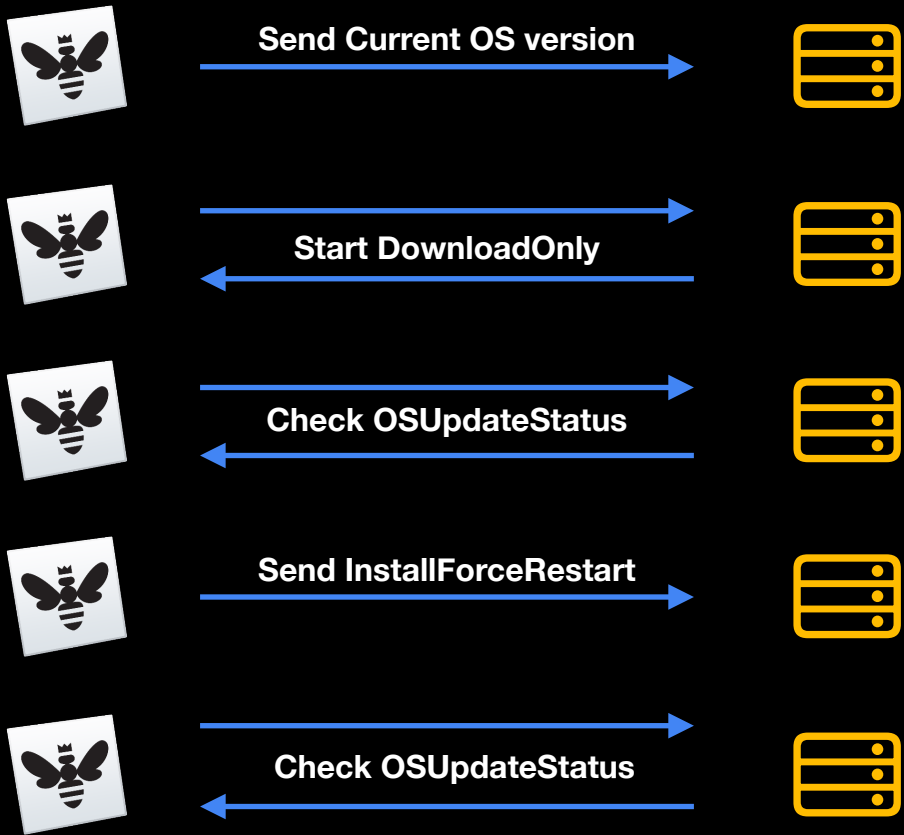 Send Current OS version
Start DownloadOnly
Check OSUpdateStatus
Send InstallForceRestart
Check OSUpdateStatus